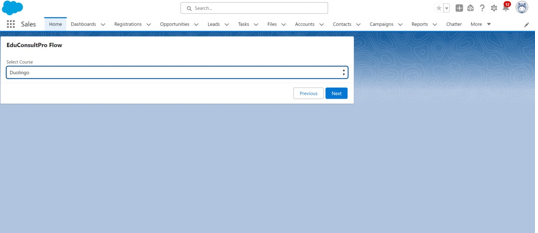 Search...
12
Sales
Home Dashboards Registrations Opportunities Leads Tasks Files Accounts Contacts Campaigns Reports Chatter More
EduConsultPro Flow
Select Course
Duolingo
Previous Next